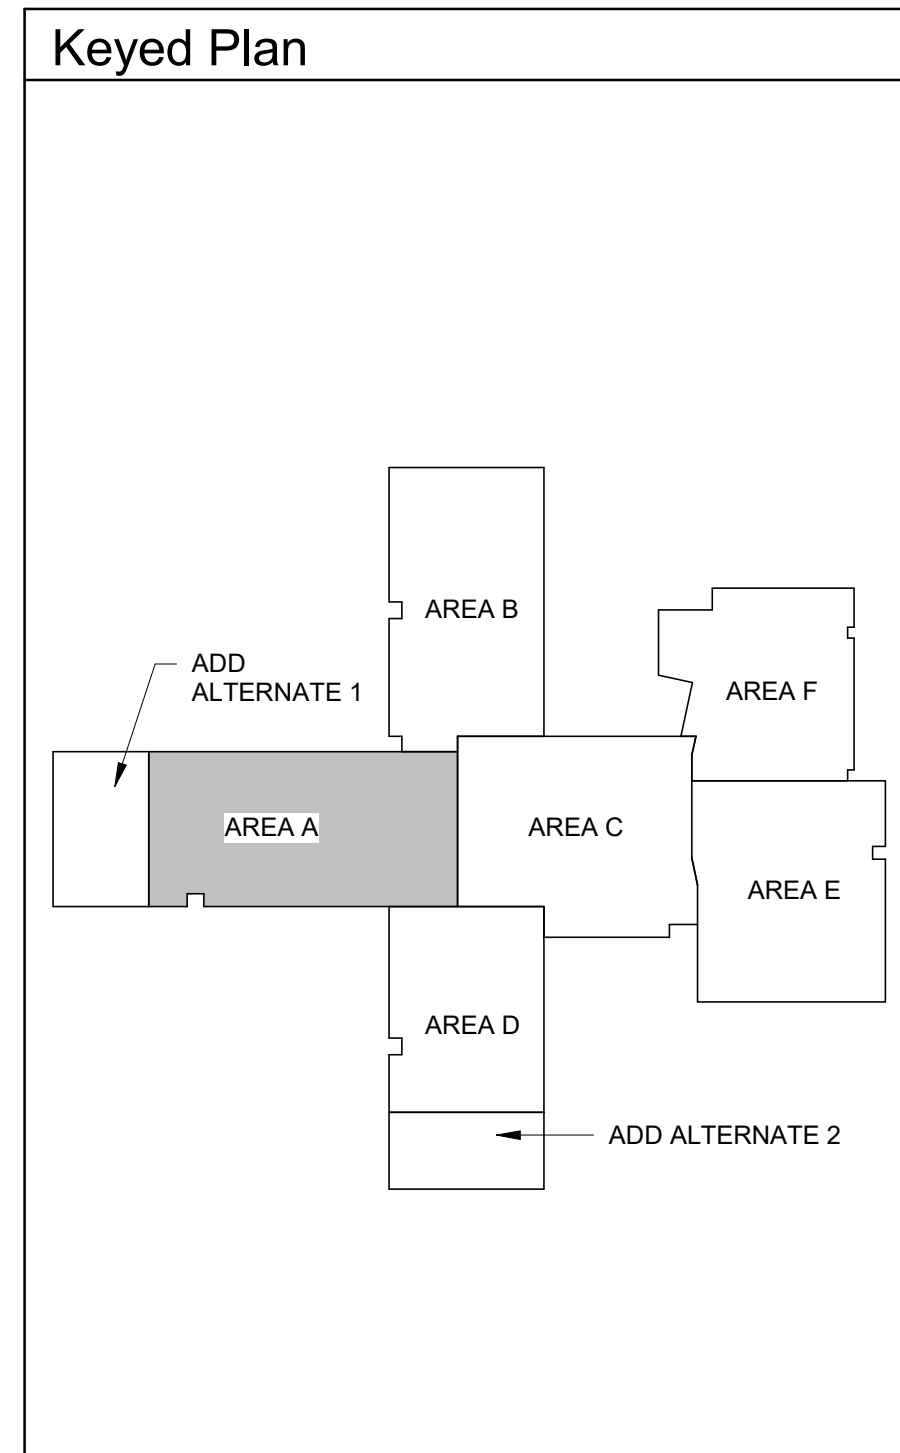 Keyed Plan
AREA B
ADD
ALTERNATE 1
AREA F
AREA A
AREA C
AREA E
AREA D
ADD ALTERNATE 2